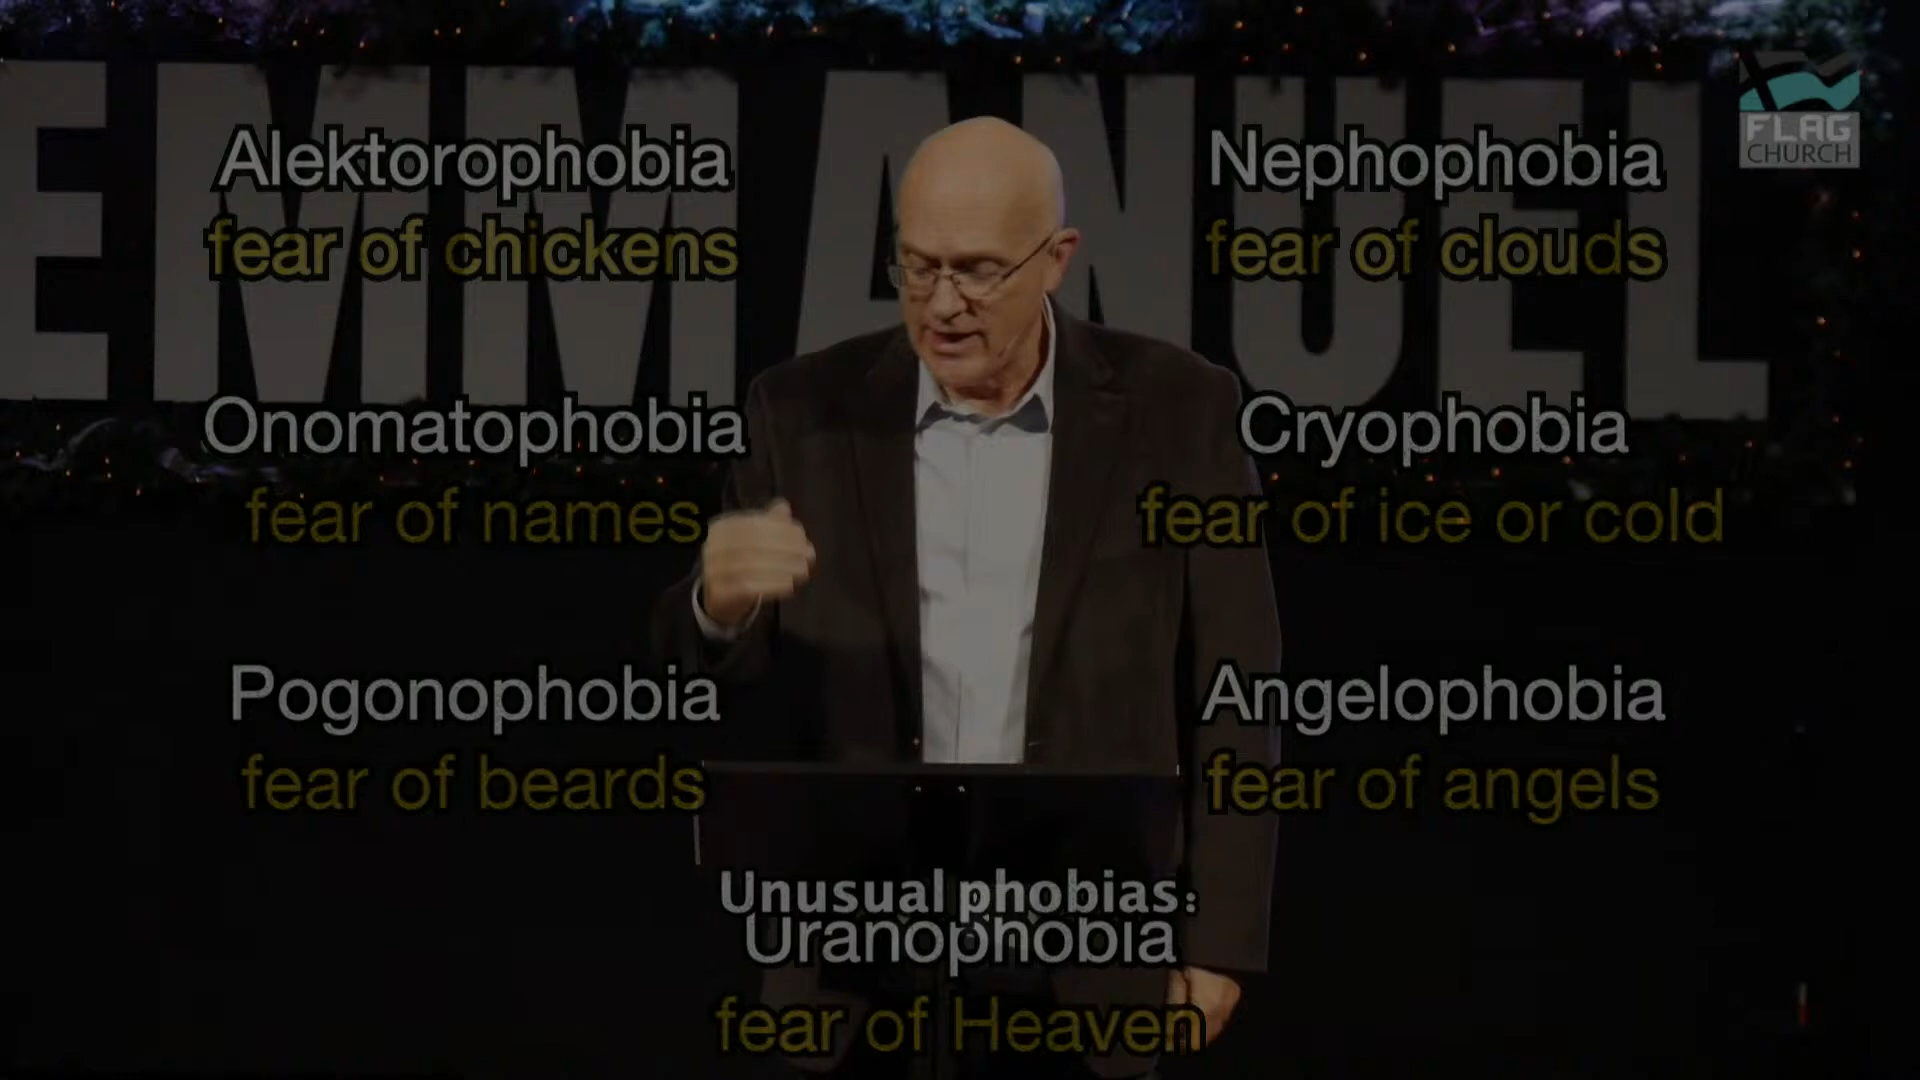 EMMANUEL
FLAG
CHURCH
Alektorophobia
fear of chickens
Nephophobia
fear of clouds
Onomatophobia
fear of names
Cryophobia
fear of ice or cold
Pogonophobia
fear of beards
Angelophobia
fear of angels
Unusual phobias:
Uranophobia
fear of Heaven